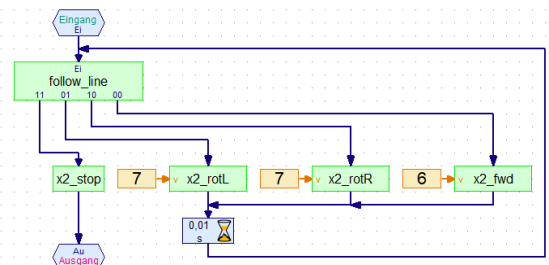 Eingang
Ei
Ei
follow_line
11 01 10 00
x2_stop 7 v x2_rotL 7 v x2_rotR 6 v x2_fwd
0,01
s
Au
Ausgang